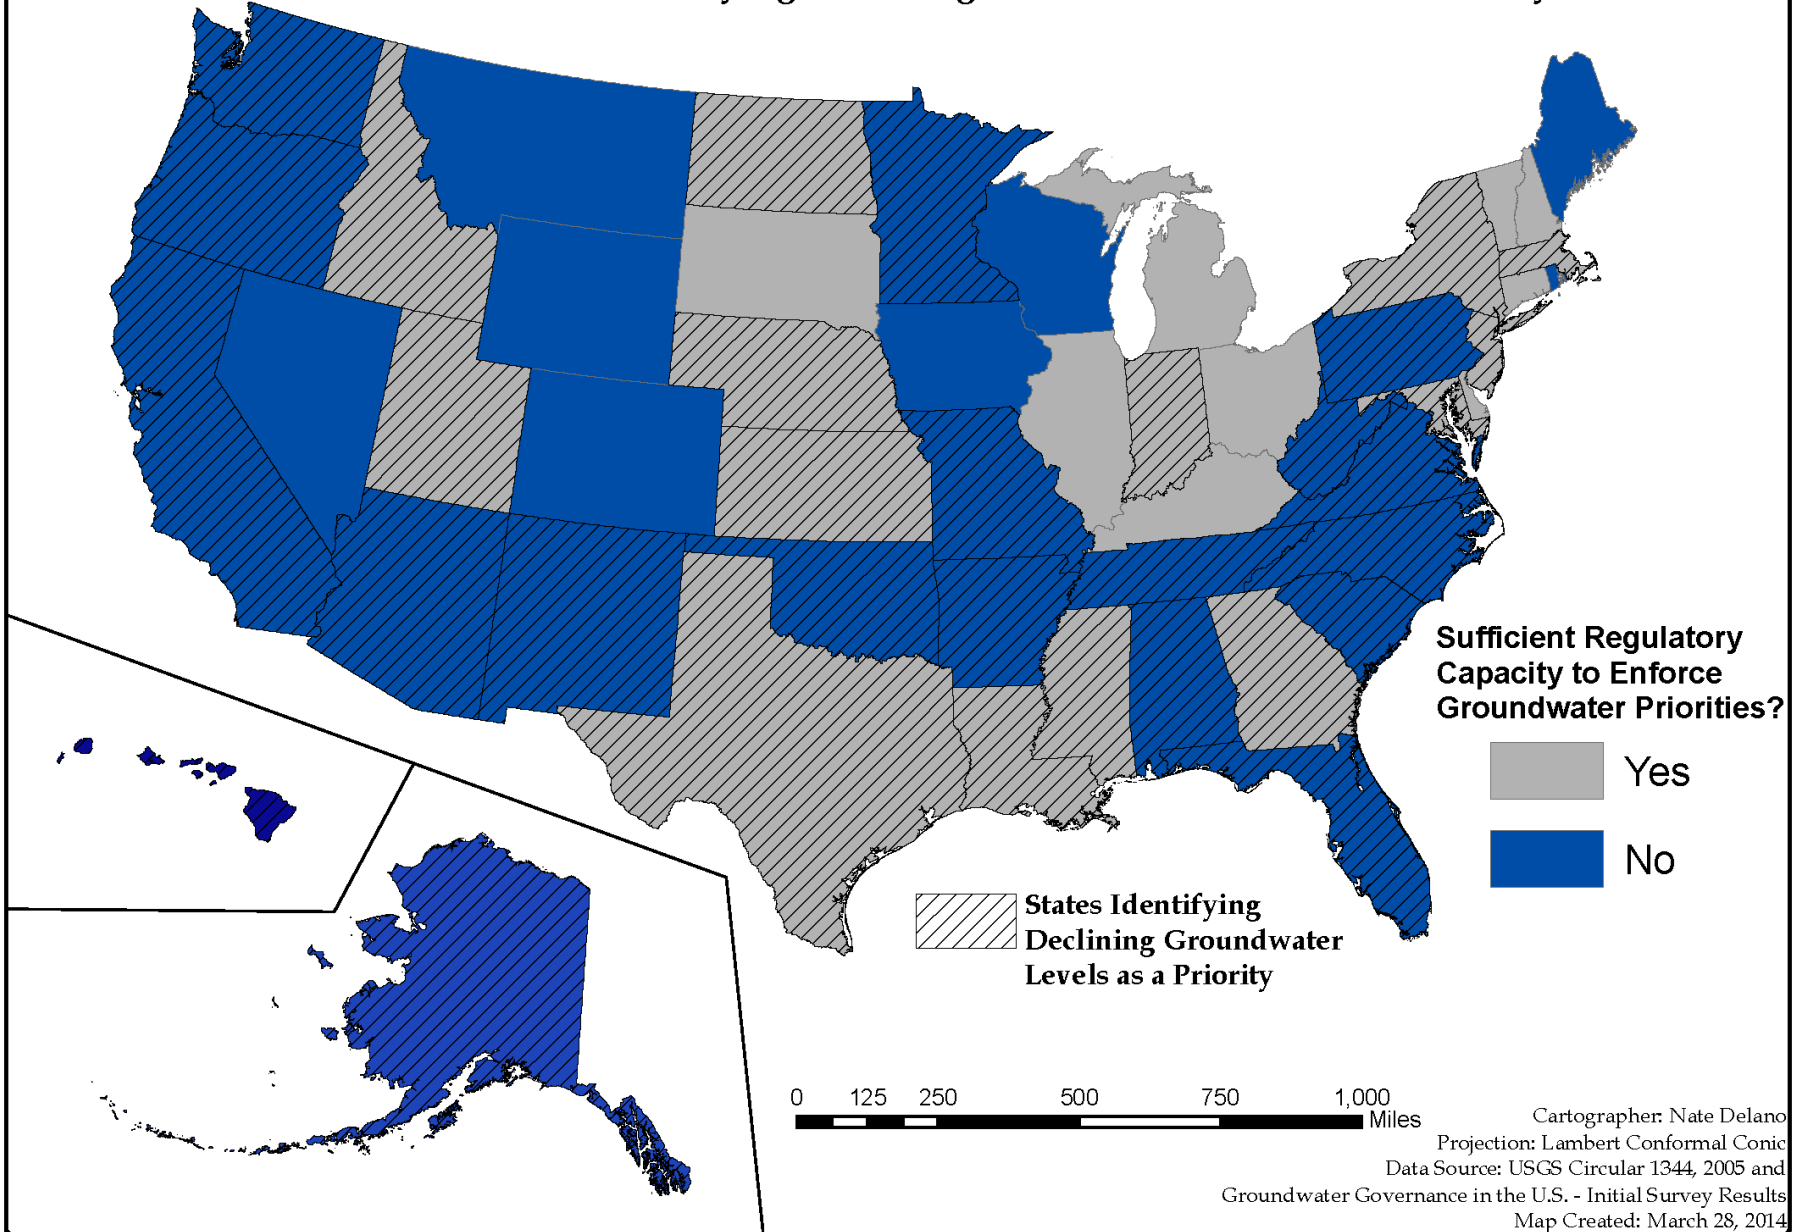 Sufficient Regulatory
Capacity to Enforce
Groundwater Priorities?
Yes
No
States Identifying
Declining Groundwater
Levels as a Priority
0 125 250 500 750 1,000
Miles
Cartographer: Nate Delano
Projection: Lambert Conformal Conic
Data Source: USGS Circular 1344, 2005 and
Groundwater Governance in the U.S. - Initial Survey Results
Map Created: March 28, 2014